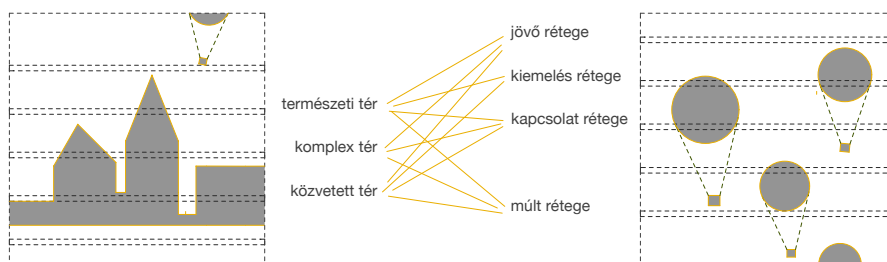 jövő rétege
kiemelés rétege
természeti tér
kapcsolat rétege
komplex tér
közvetett tér
múlt rétege